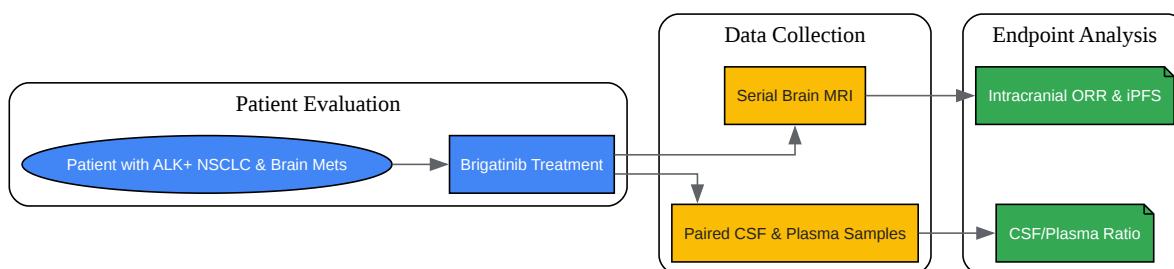 Patient Evaluation
Patient with ALK+ NSCLC & Brain Mets
Brigatinib Treatment
Data Collection
Serial Brain MRI
Paired CSF & Plasma Samples
Endpoint Analysis
Intracranial ORR & iPFS
CSF/Plasma Ratio